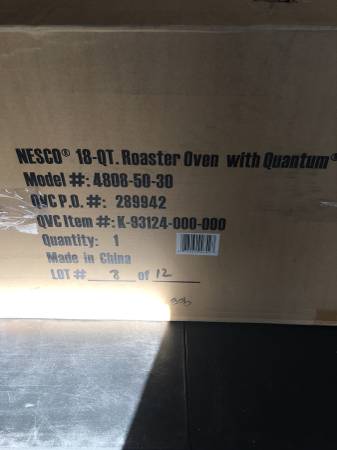 NESCO® 18-QT. Roaster Oven with Quantum®
Model #: 4808-50-30
QVC P.O. #: 289942
QVC Item #: K-93124-000-000
Quantity: 1
Made in China
LOT # 8 of 12